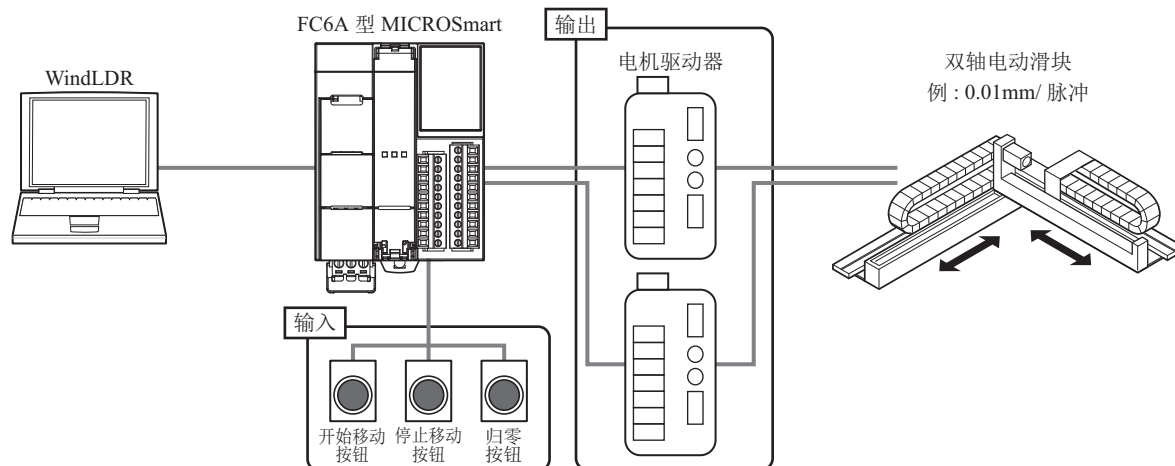 FC6A 型 MICROSmart
输出
WindLDR
电机驱动器
双轴电动滑块
例 : 0.01mm/ 脉冲
输入
开始移动
按钮
停止移动
按钮
归零
按钮